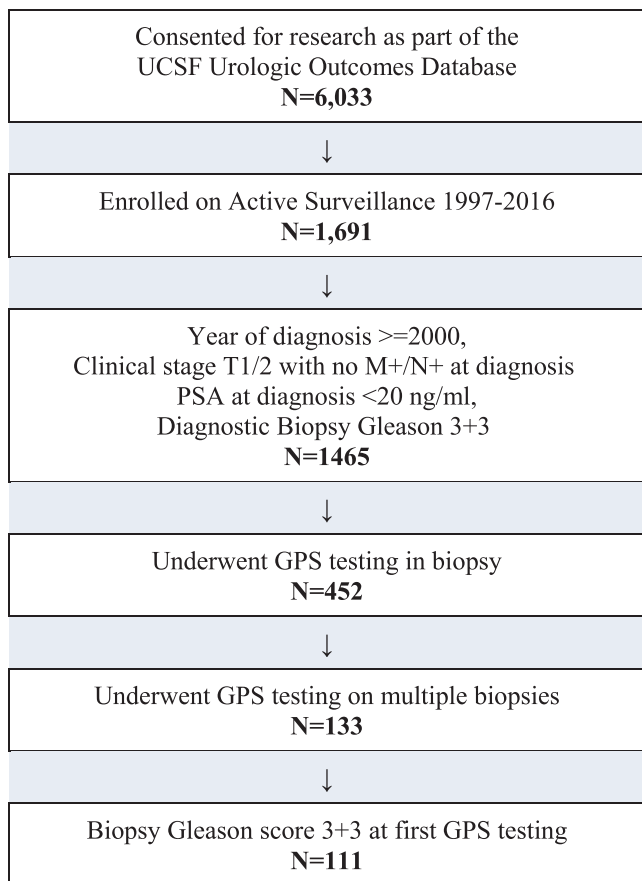 Consented for research as part of the
UCSF Urologic Outcomes Database
N=6,033
↓
Enrolled on Active Surveillance 1997-2016
N=1,691
↓
Year of diagnosis >=2000,
Clinical stage T1/2 with no M+/N+ at diagnosis
PSA at diagnosis <20 ng/ml,
Diagnostic Biopsy Gleason 3+3
N=1465
↓
Underwent GPS testing in biopsy
N=452
↓
Underwent GPS testing on multiple biopsies
N=133
↓
Biopsy Gleason score 3+3 at first GPS testing
N=111